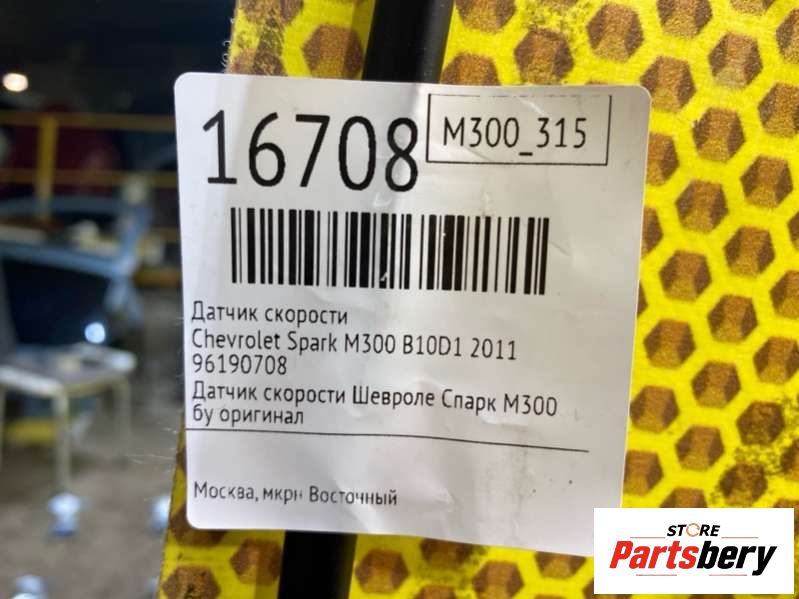 16708
M300_315
Датчик скорости
Chevrolet Spark M300 B10D1 2011
96190708
Датчик скорости Шевроле Спарк М300
бу оригинал
Москва, мкрн Восточный
STORE
Partsbery